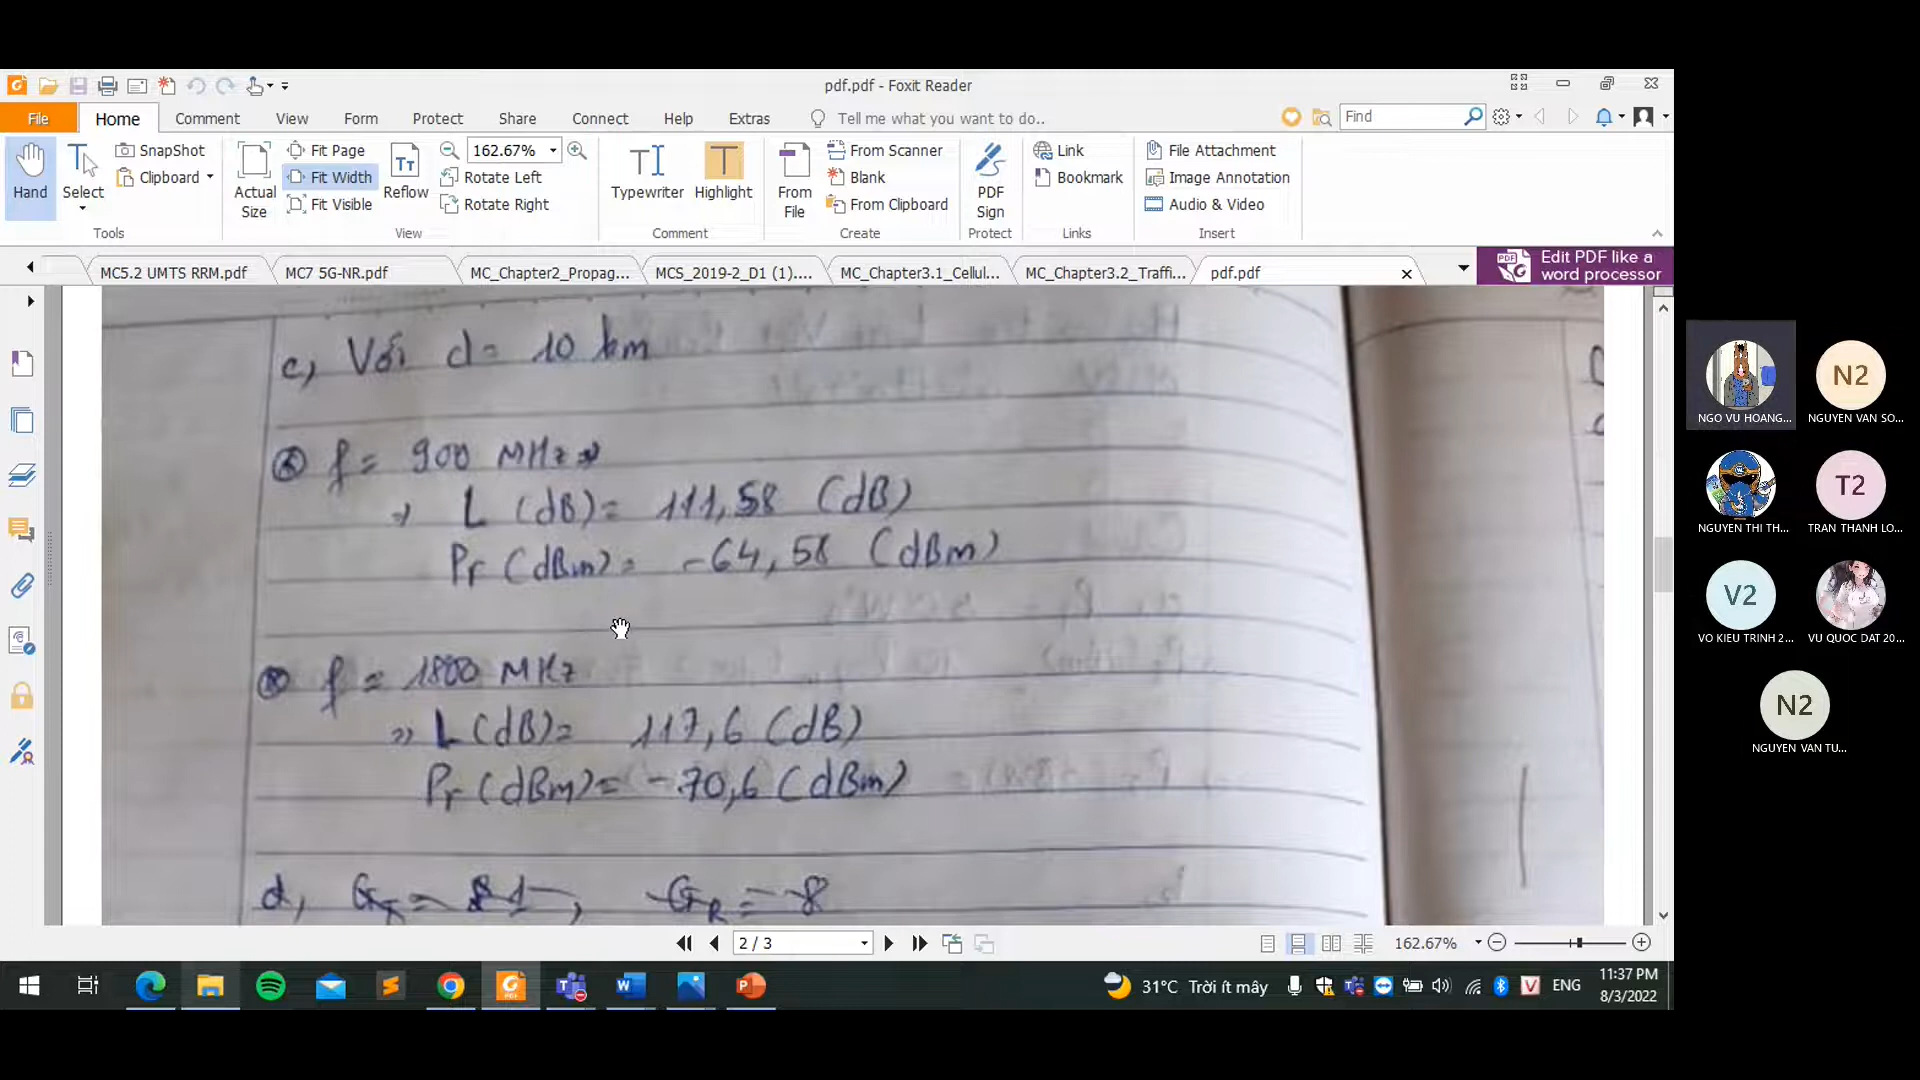 pdf.pdf - Foxit Reader
File Home Comment View Form Protect Share Connect Help Extras Tell me what you want to do.. Find
Hand
Select
SnapShot
Clipboard
Tools
Actual Size
Fit Page
Fit Width
Fit Visible
Reflow
162.67%
Rotate Left
Rotate Right
View
Typewriter
Highlight
Comment
From File
From Scanner
Blank
From Clipboard
Create
PDF Sign
Protect
Link
Bookmark
Links
File Attachment
Image Annotation
Audio & Video
Insert
MC5.2 UMTS RRM.pdf MC7 5G-NR.pdf MC_Chapter2_Propag... MCS_2019-2_D1 (1).... MC_Chapter3.1_Cellul... MC_Chapter3.2_Traffi... pdf.pdf
Edit PDF like a
word processor
c, Với d = 10 km
f = 900 MHz
L (dB) = 111,58 (dB)
Pr (dBm) = -64,58 (dBm)
f = 1800 MHz
L (dB) = 117,6 (dB)
Pr (dBm) = -70,6 (dBm)
d,
2 / 3
162.67%
NGO VU HOANG...
N2
NGUYEN VAN SO...
NGUYEN THI TH...
T2
TRAN THANH LO...
V2
VO KIEU TRINH 2...
VU QUOC DAT 20...
N2
NGUYEN VAN TU...
31°C Trời ít mây
ENG
11:37 PM
8/3/2022